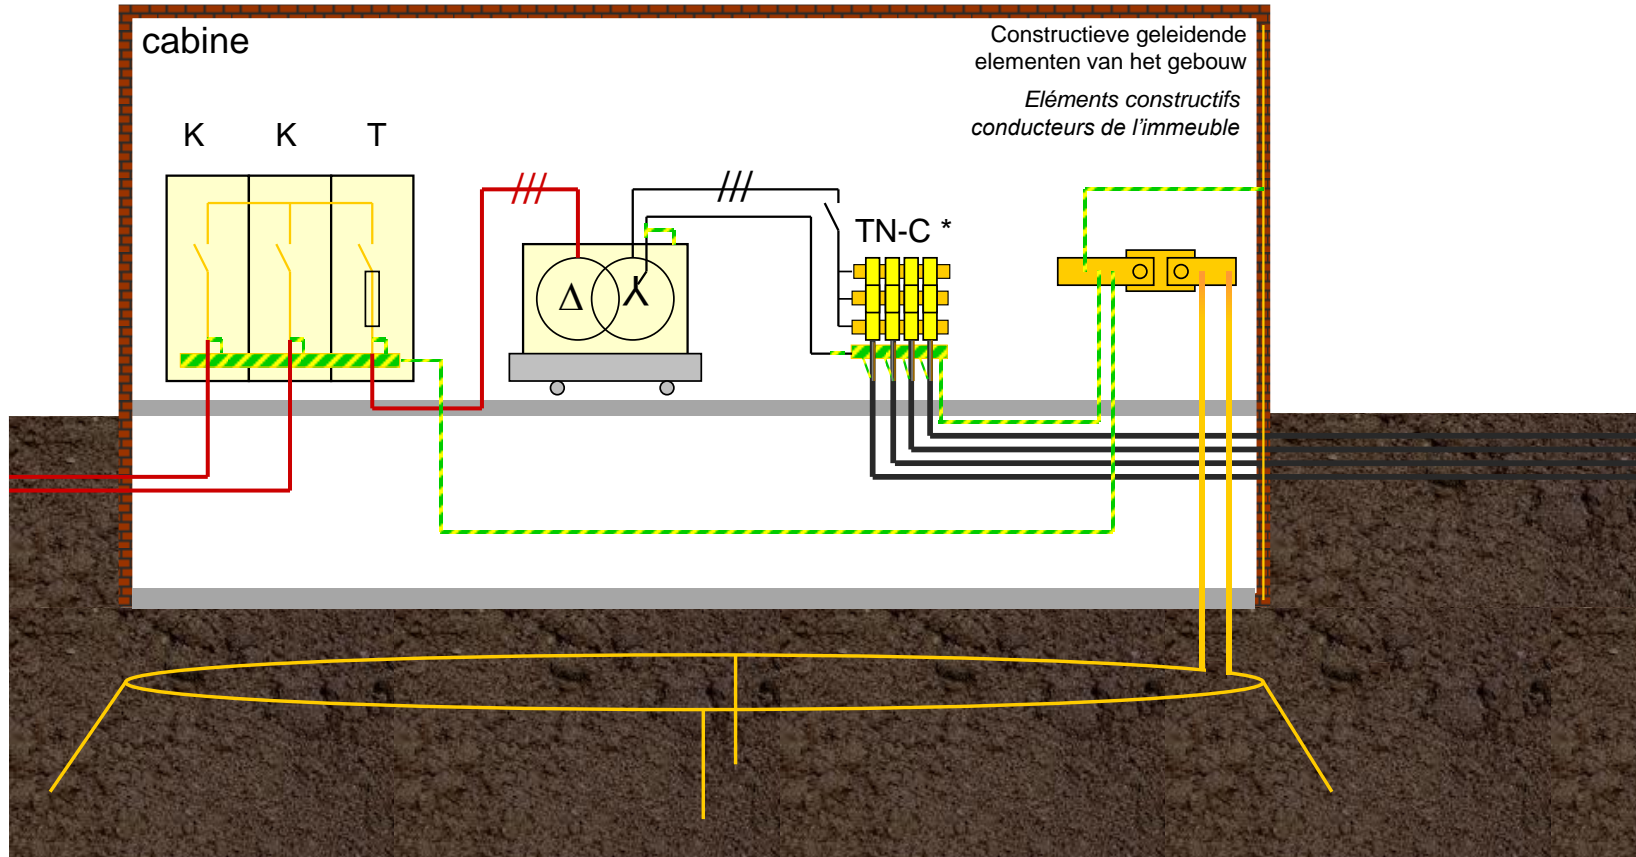 cabine
Constructieve geleidende
elementen van het gebouw
Eléments constructifs
conducteurs de l'immeuble
K K T
TN-C *
Δ